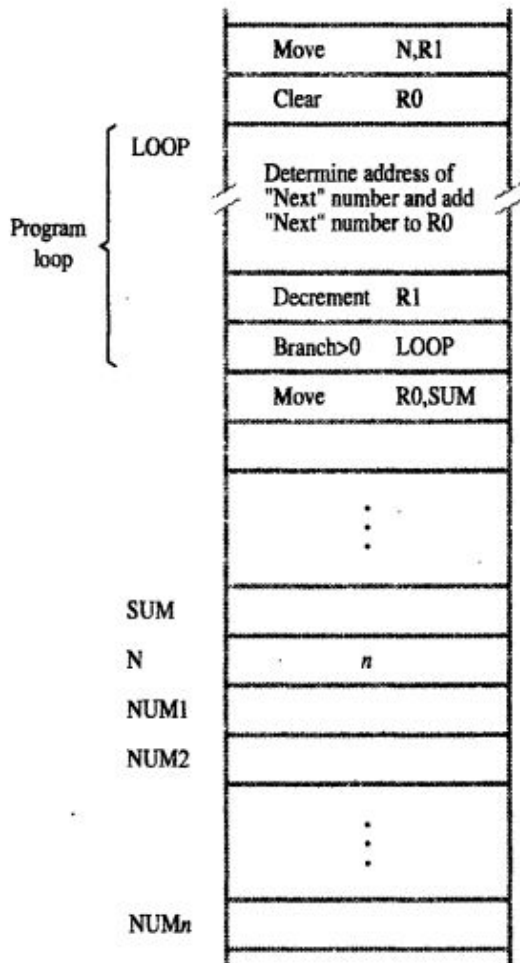 Move N,R1
Clear R0
LOOP
Determine address of
"Next" number and add
"Next" number to R0
Program
loop
Decrement R1
Branch>0 LOOP
Move R0,SUM
SUM
N n
NUM1
NUM2
NUMn